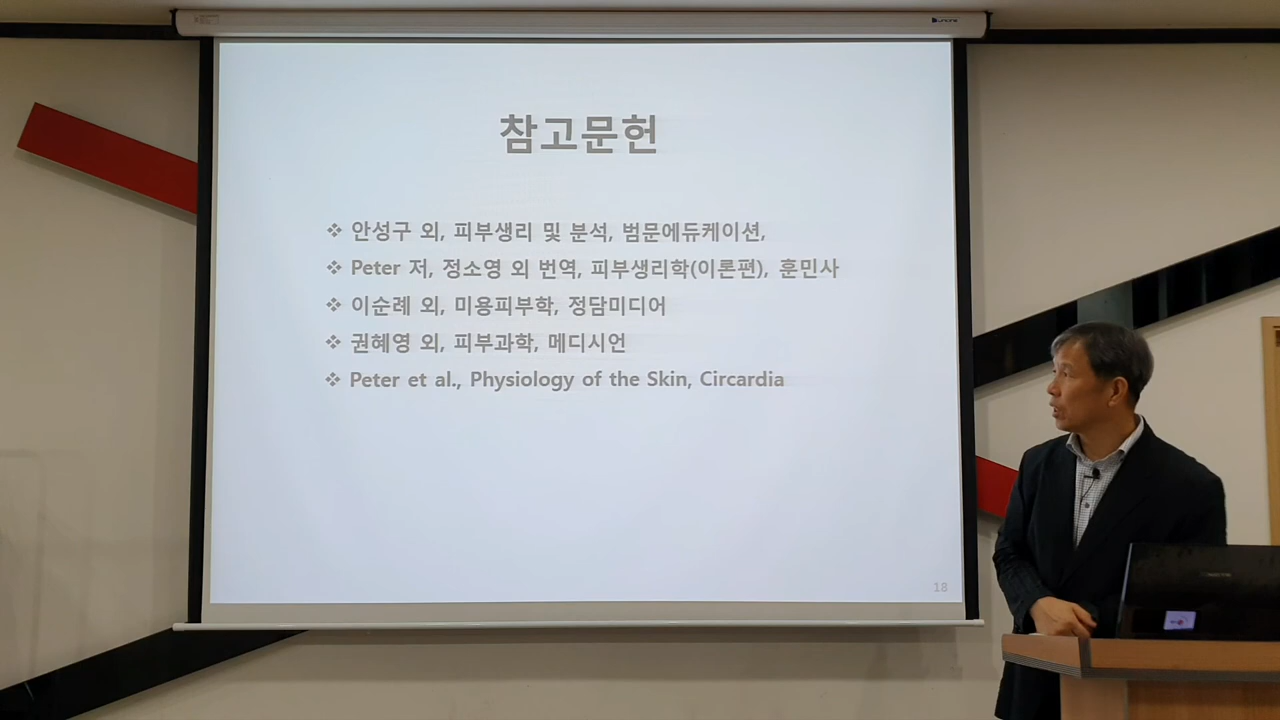 참고문헌
❖ 안성구 외, 피부생리 및 분석, 범문에듀케이션,
❖ Peter 저, 정소영 외 번역, 피부생리학(이론편), 훈민사
❖ 이순례 외, 미용피부학, 정담미디어
❖ 권혜영 외, 피부과학, 메디시언
❖ Peter et al., Physiology of the Skin, Circardia
18